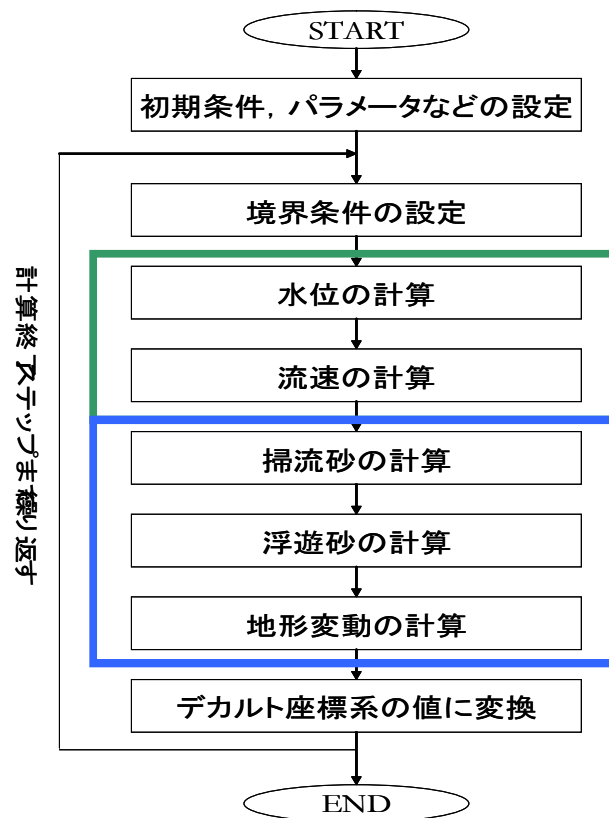 START
初期条件，パラメータなどの設定
境界条件の設定
水位の計算
流速の計算
掃流砂の計算
浮遊砂の計算
地形変動の計算
デカルト座標系の値に変換
END
計算終了ステップまで繰り返す